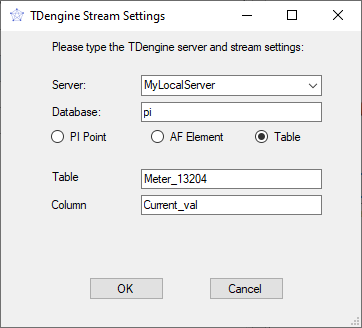 TDengine Stream Settings
Please type the TDengine server and stream settings:
Server: MyLocalServer
Database: pi
PI Point AF Element Table
Table Meter_13204
Column Current_val
OK Cancel